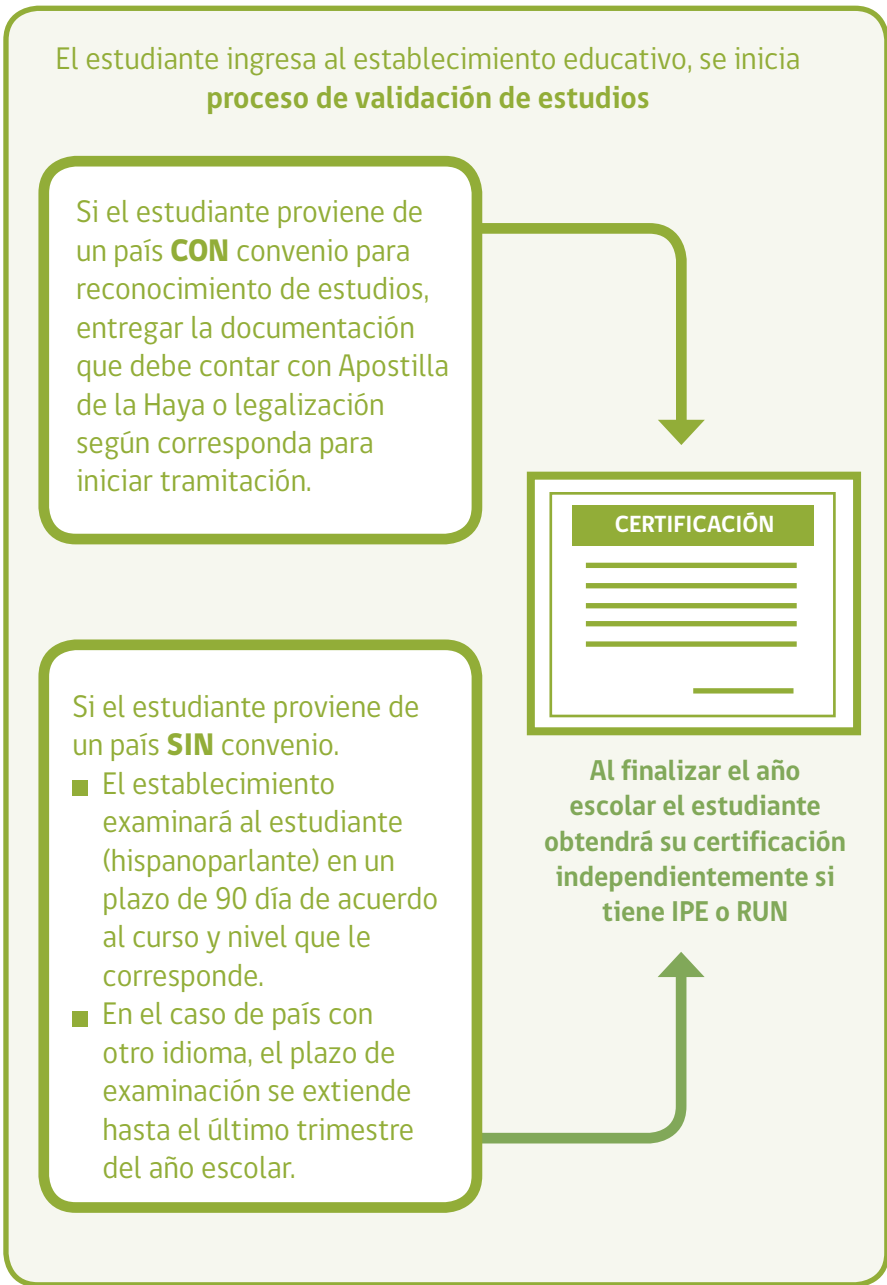 El estudiante ingresa al establecimiento educativo, se inicia
proceso de validación de estudios
Si el estudiante proviene de
un país CON convenio para
reconocimiento de estudios,
entregar la documentación
que debe contar con Apostilla
de la Haya o legalización
según corresponda para
iniciar tramitación.
CERTIFICACIÓN
Si el estudiante proviene de
un país SIN convenio.
■ El establecimiento
examinará al estudiante
(hispanoparlante) en un
plazo de 90 día de acuerdo
al curso y nivel que le
corresponde.
■ En el caso de país con
otro idioma, el plazo de
examinación se extiende
hasta el último trimestre
del año escolar.
Al finalizar el año
escolar el estudiante
obtendrá su certificación
independientemente si
tiene IPE o RUN